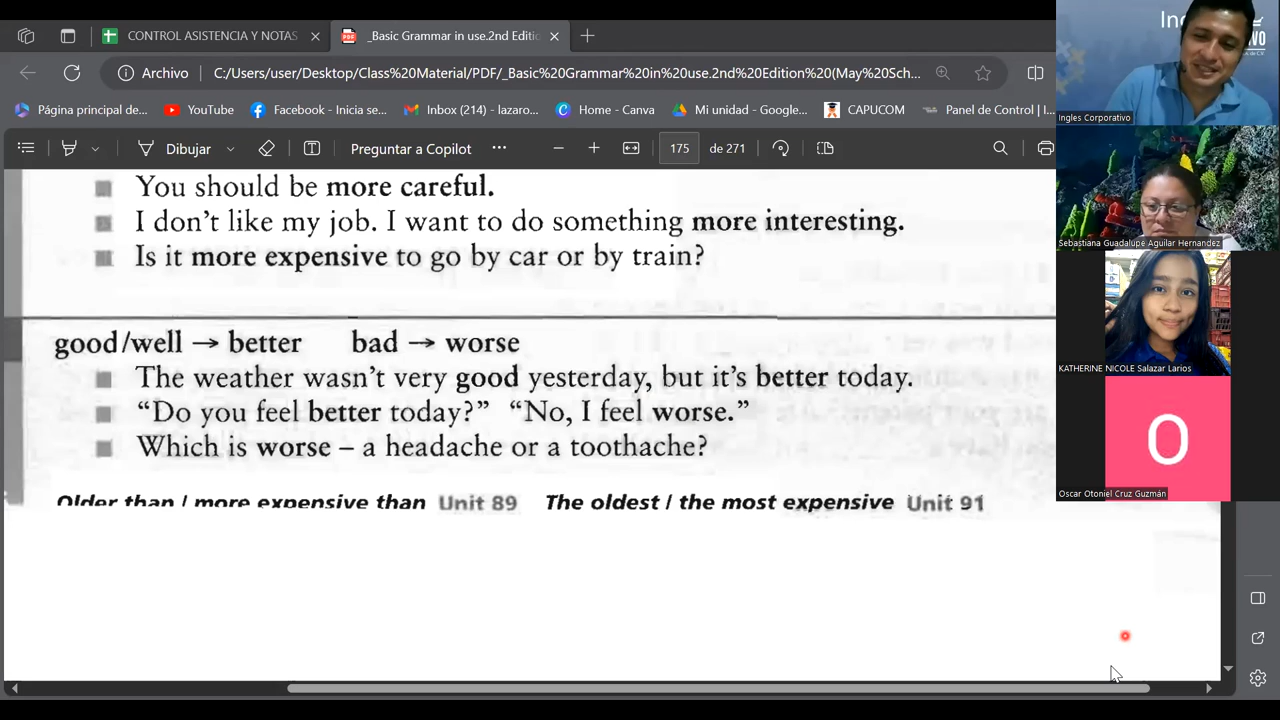 CONTROL ASISTENCIA Y NOTAS
_Basic Grammar in use.2nd Editi
Archivo
C:/Users/user/Desktop/Class%20Material/PDF/_Basic%20Grammar%20in%20use.2nd%20Edition%20(May%20Sch...
Página principal de...
YouTube
Facebook - Inicia se...
Inbox (214) - lazaro...
Home - Canva
Mi unidad - Google...
CAPUCOM
Panel de Control | I...
Dibujar
Preguntar a Copilot
175
de 271
You should be more careful.
I don't like my job. I want to do something more interesting.
Is it more expensive to go by car or by train?
good/well → better bad → worse
The weather wasn't very good yesterday, but it's better today.
"Do you feel better today?" "No, I feel worse."
Which is worse – a headache or a toothache?
Older than / more expensive than Unit 89 The oldest / the most expensive Unit 91
Ingles Corporativo
Sebastiana Guadalupe Aguilar Hernandez
KATHERINE NICOLE Salazar Larios
O
Oscar Otoniel Cruz Guzmán